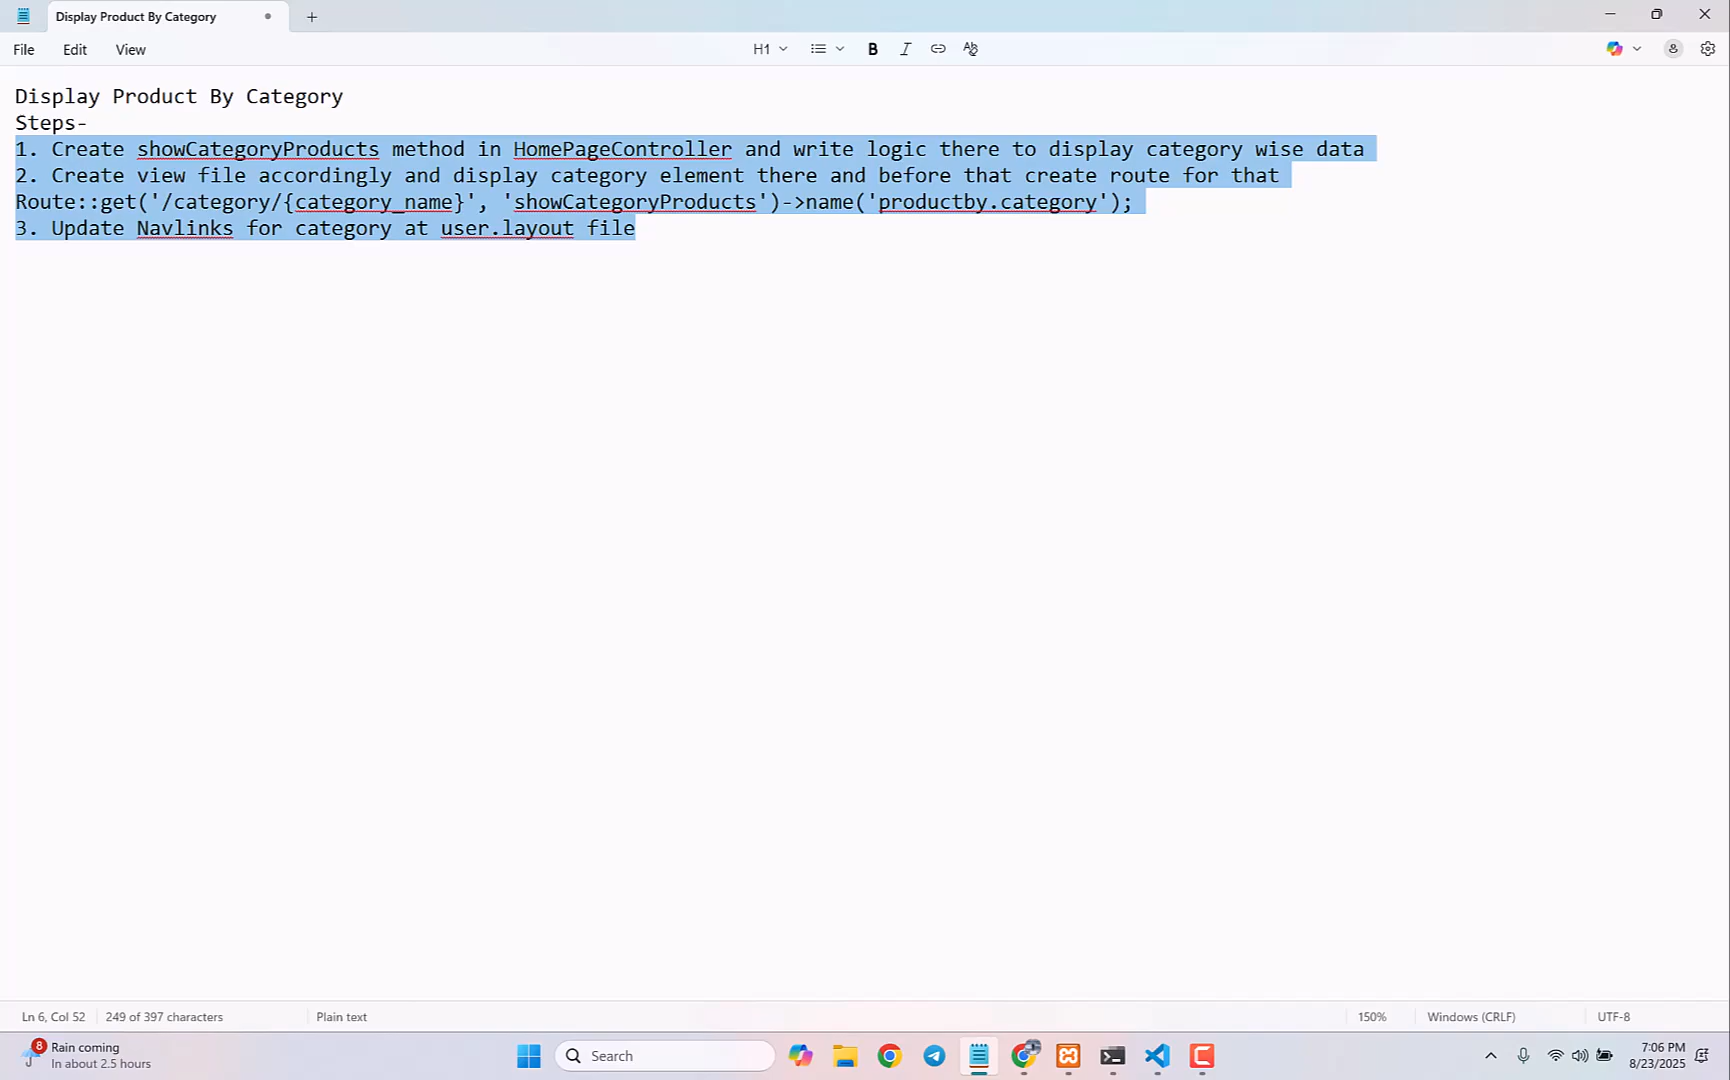 Display Product By Category
File Edit View
H1
Display Product By Category
Steps-
1. Create showCategoryProducts method in HomePageController and write logic there to display category wise data
2. Create view file accordingly and display category element there and before that create route for that
Route::get('/category/{category_name}', 'showCategoryProducts')->name('productby.category');
3. Update Navlinks for category at user.layout file
Ln 6, Col 52 249 of 397 characters Plain text 150% Windows (CRLF) UTF-8
8
Rain coming
In about 2.5 hours
Search
7:06 PM
8/23/2025